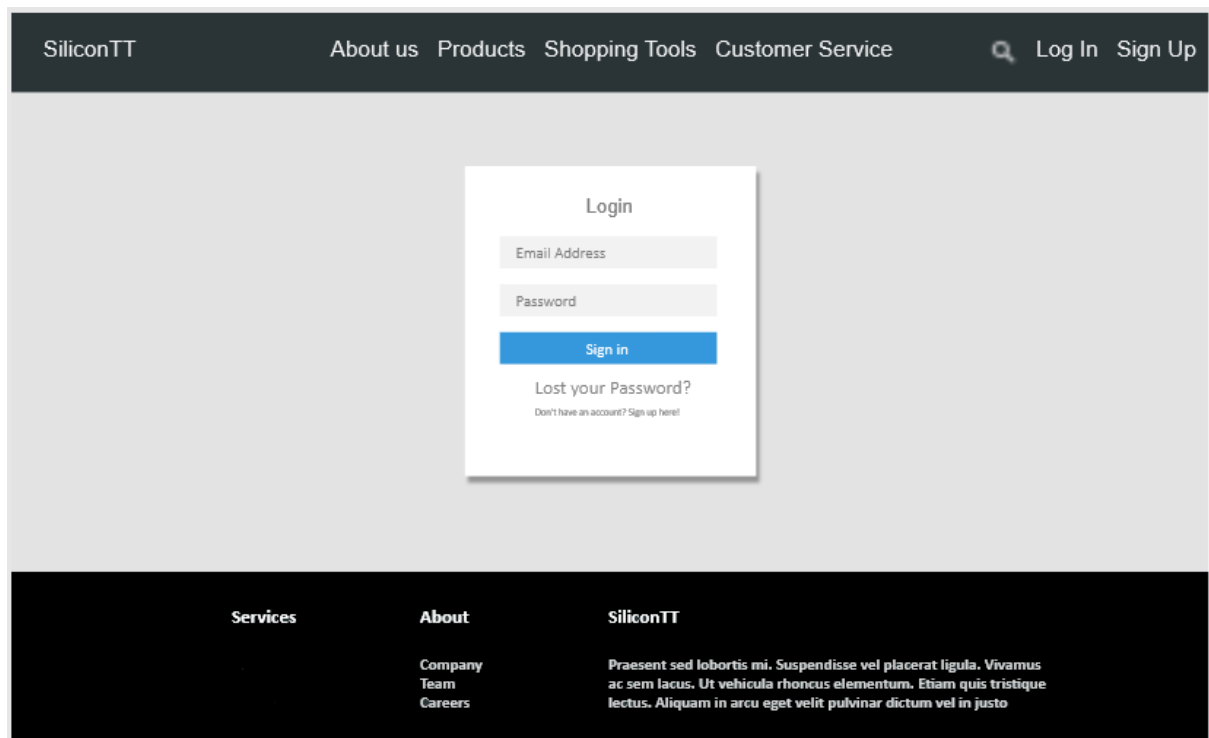 SiliconTT About us Products Shopping Tools Customer Service Log In Sign Up
Login
Email Address
Password
Sign in
Lost your Password?
Don't have an account? Sign up here!
Services
About
Company
Team
Careers
SiliconTT
Praesent sed lobortis mi. Suspendisse vel placerat ligula. Vivamus
ac sem lacus. Ut vehicula rhoncus elementum. Etiam quis tristique
lectus. Aliquam in arcu eget velit pulvinar dictum vel in justo